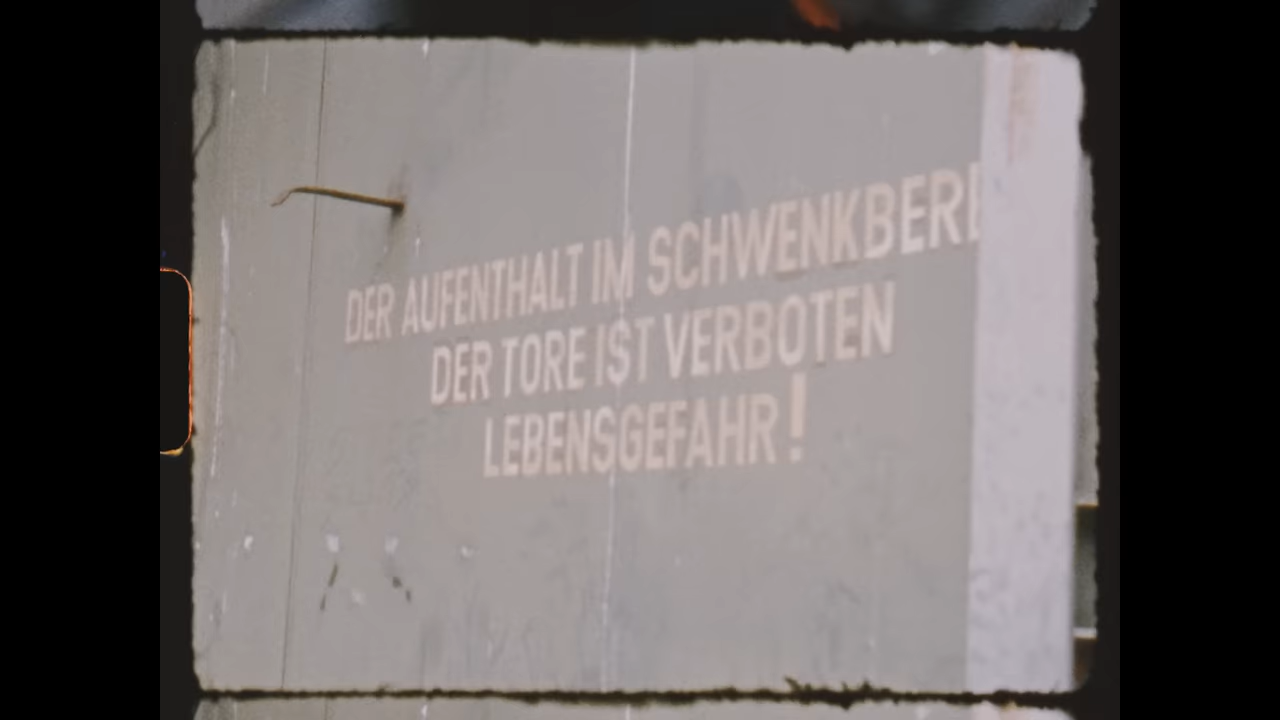 DER AUFENTHALT IM SCHWENKBERE
DER TORE IST VERBOTEN
LEBENSGEFAHR!